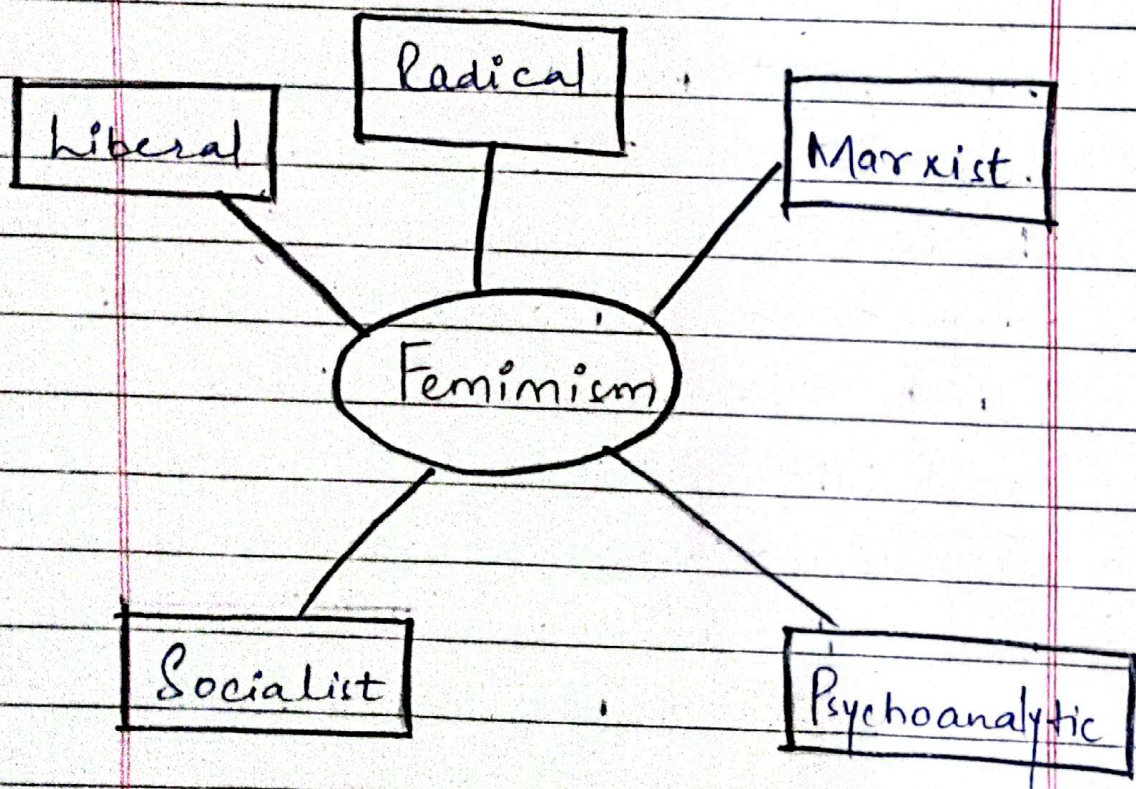 Radical
Liberal
Marxist.
Feminism
Socialist
Psychoanalytic